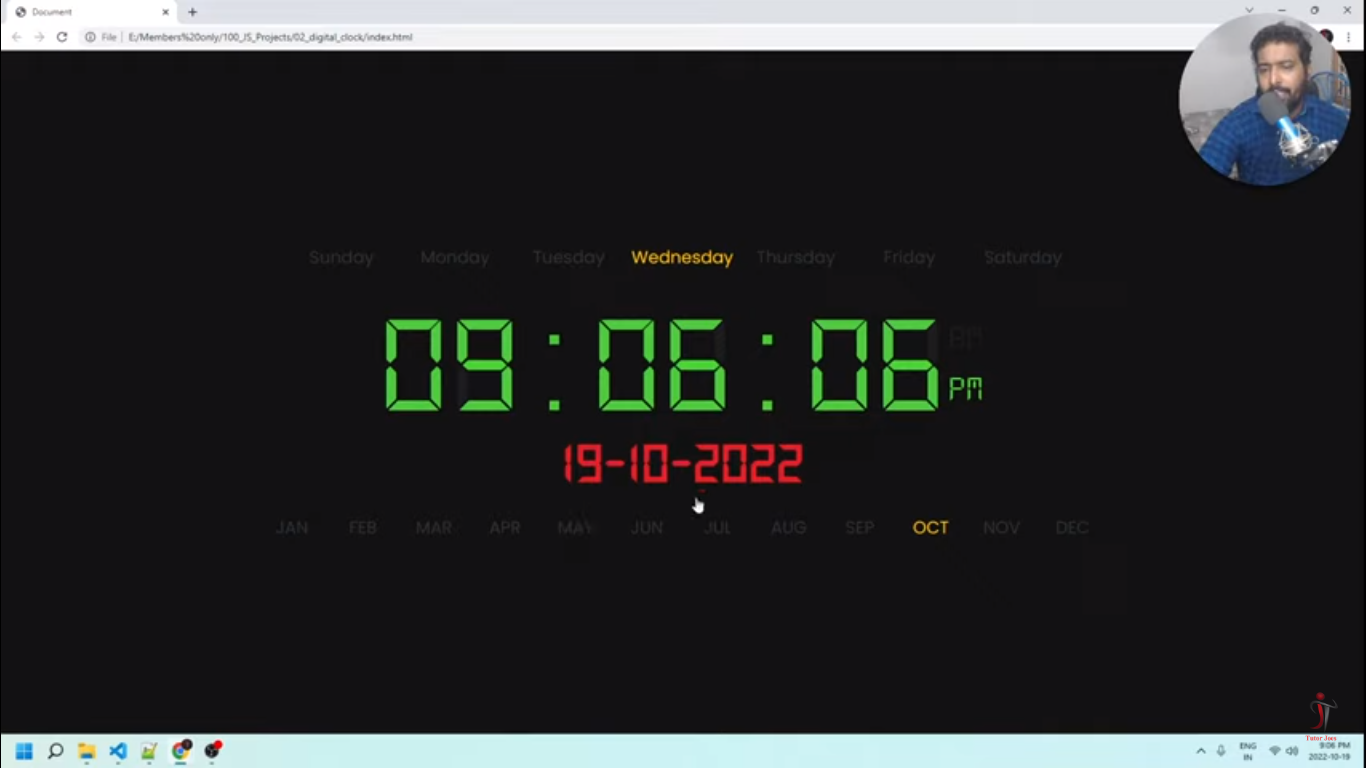 Document
File | E:/Members%20only/100_JS_Projects/02_digital_clock/index.html
Sunday Monday Tuesday Wednesday Thursday Friday Saturday
09:06:06 PM
19-10-2022
JAN FEB MAR APR MAY JUN JUL AUG SEP OCT NOV DEC
Tutor Joes
ENG 9:06 PM
IN 2022-10-19